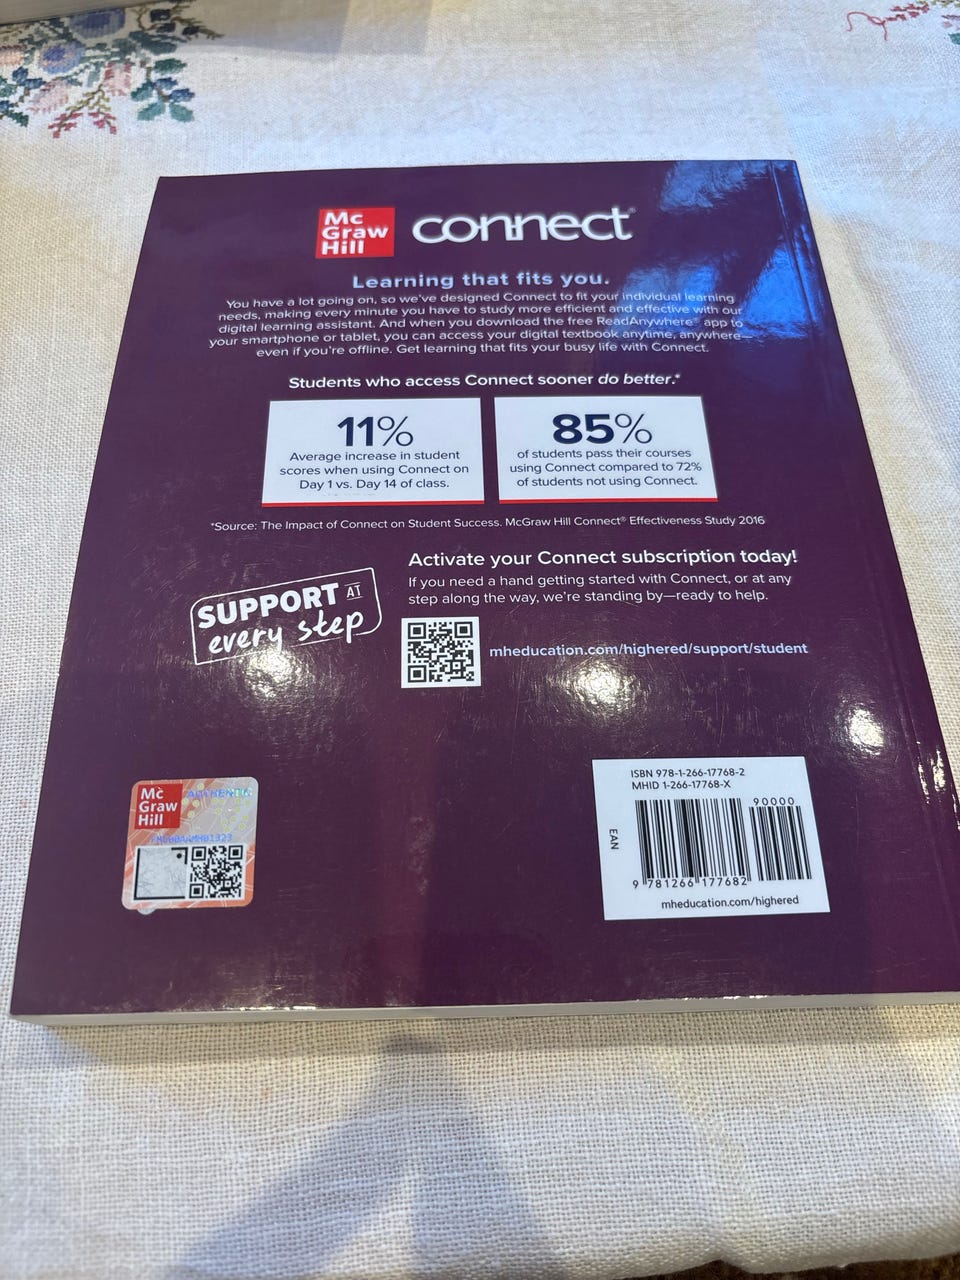 Mc
Graw
Hill
connect®
Learning that fits you.
You have a lot going on, so we've designed Connect to fit your individual learning
needs, making every minute you have to study more efficient and effective with our
digital learning assistant. And when you download the free ReadAnywhere® app to
your smartphone or tablet, you can access your digital textbook anytime, anywhere—
even if you're offline. Get learning that fits your busy life with Connect.
Students who access Connect sooner do better.*
11%
Average increase in student
scores when using Connect on
Day 1 vs. Day 14 of class.
85%
of students pass their courses
using Connect compared to 72%
of students not using Connect.
*Source: The Impact of Connect on Student Success. McGraw Hill Connect® Effectiveness Study 2016
SUPPORT AT
every step
Activate your Connect subscription today!
If you need a hand getting started with Connect, or at any
step along the way, we're standing by—ready to help.
mheducation.com/highered/support/student
Mc
Graw
Hill
AUTHENTIC
ISBN 978-1-266-17768-2
MHID 1-266-17768-X
90000
EAN
9 781266 177682
mheducation.com/highered